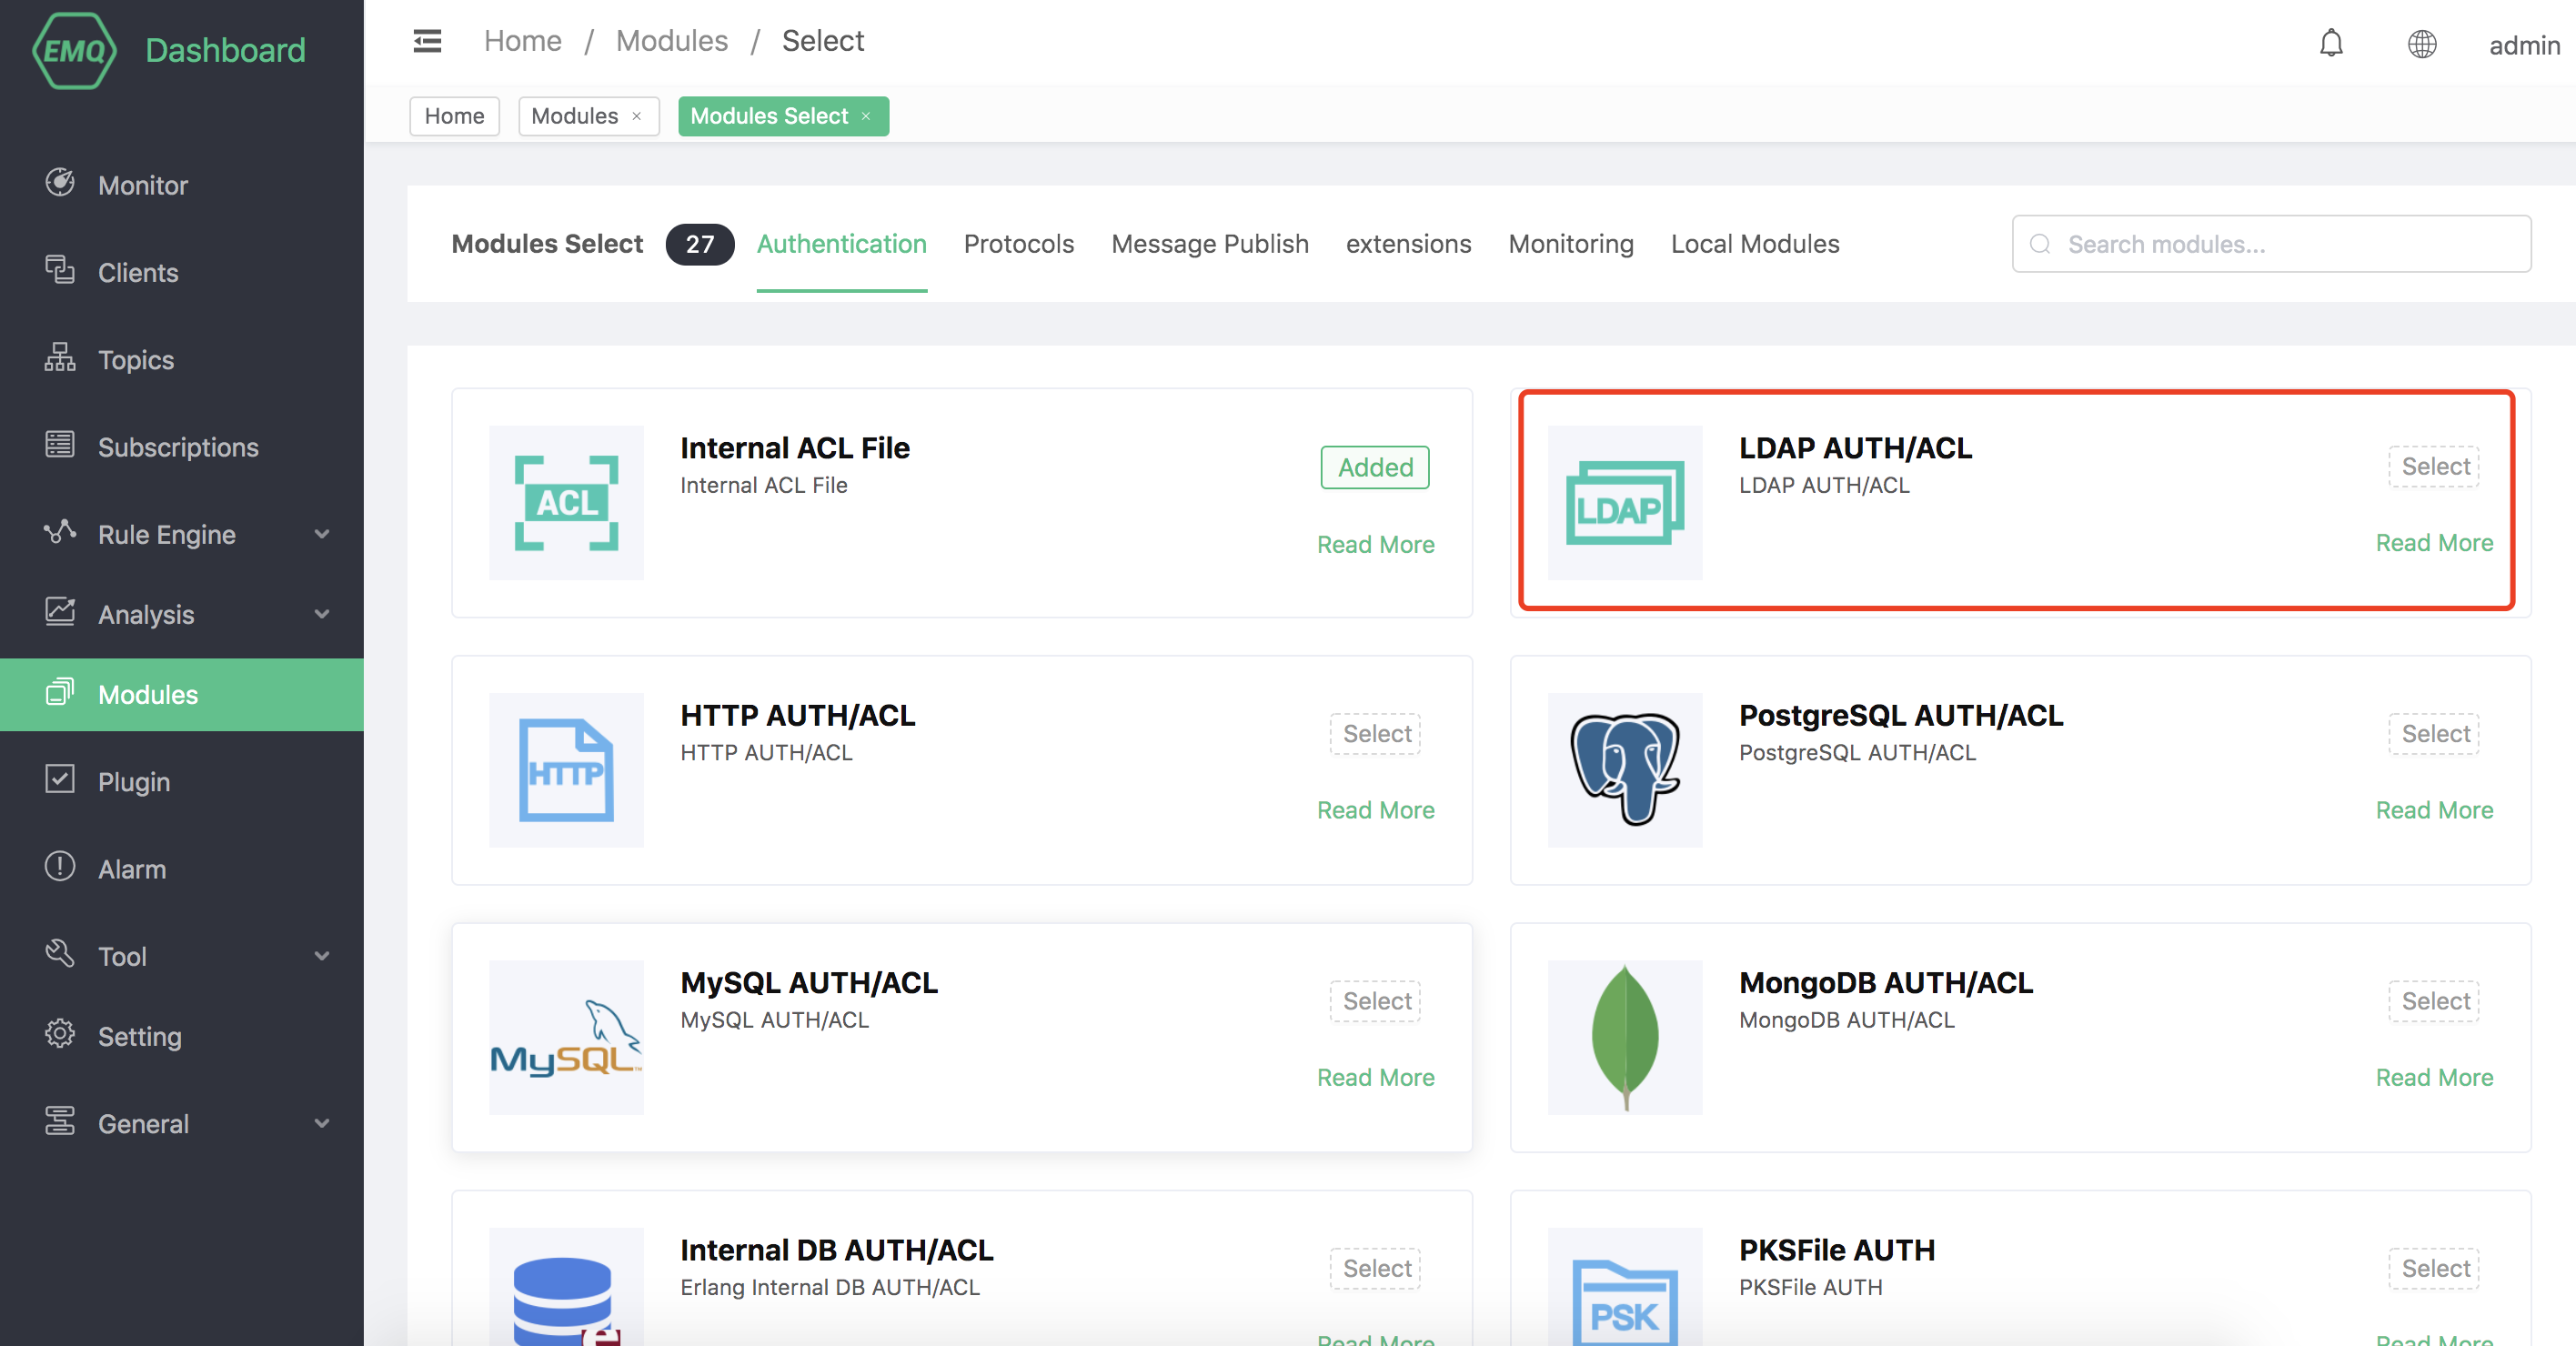 EMQ Dashboard
Home / Modules / Select
admin
Home
Modules ×
Modules Select ×
Monitor
Clients
Topics
Subscriptions
Rule Engine
Analysis
Modules
Plugin
Alarm
Tool
Setting
General
Modules Select 27 Authentication Protocols Message Publish extensions Monitoring Local Modules
Search modules...
ACL
Internal ACL File
Internal ACL File
Added
Read More
LDAP
LDAP AUTH/ACL
LDAP AUTH/ACL
Select
Read More
HTTP
HTTP AUTH/ACL
HTTP AUTH/ACL
Select
Read More
PostgreSQL AUTH/ACL
PostgreSQL AUTH/ACL
Select
Read More
MySQL
MySQL AUTH/ACL
MySQL AUTH/ACL
Select
Read More
MongoDB AUTH/ACL
MongoDB AUTH/ACL
Select
Read More
e
Internal DB AUTH/ACL
Erlang Internal DB AUTH/ACL
Select
Read More
PSK
PKSFile AUTH
PKSFile AUTH
Select
Read More